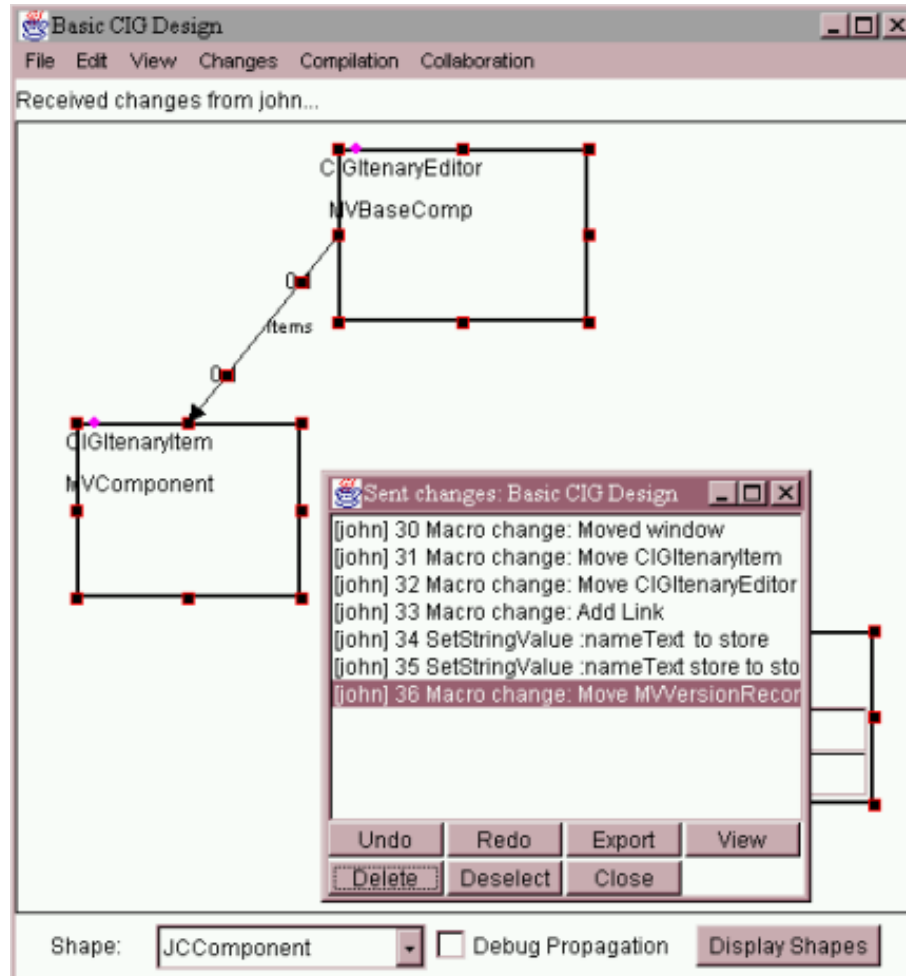 Basic CIG Design
File Edit View Changes Compilation Collaboration
Received changes from john...
CIGItenaryEditor
MVBaseComp
0
Items
0
CIGItenaryItem
MVComponent
Sent changes: Basic CIG Design
[john] 30 Macro change: Moved window
[john] 31 Macro change: Move CIGItenaryItem
[john] 32 Macro change: Move CIGItenaryEditor
[john] 33 Macro change: Add Link
[john] 34 SetStringValue :nameText to store
[john] 35 SetStringValue :nameText store to sto
[john] 36 Macro change: Move MVVersionRecor
Undo Redo Export View
Delete Deselect Close
Shape: JCComponent Debug Propagation Display Shapes